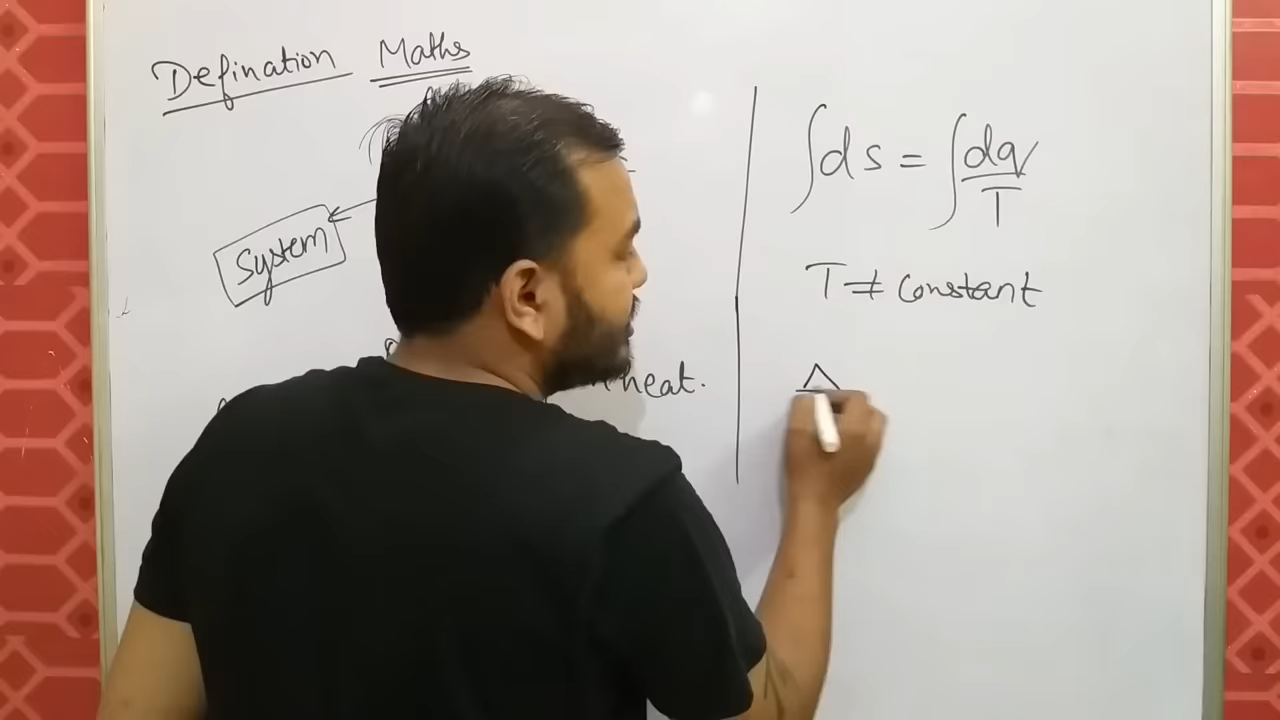 Defination Maths
System
heat.
∫ds = ∫dq/T
T ≠ constant
Δ